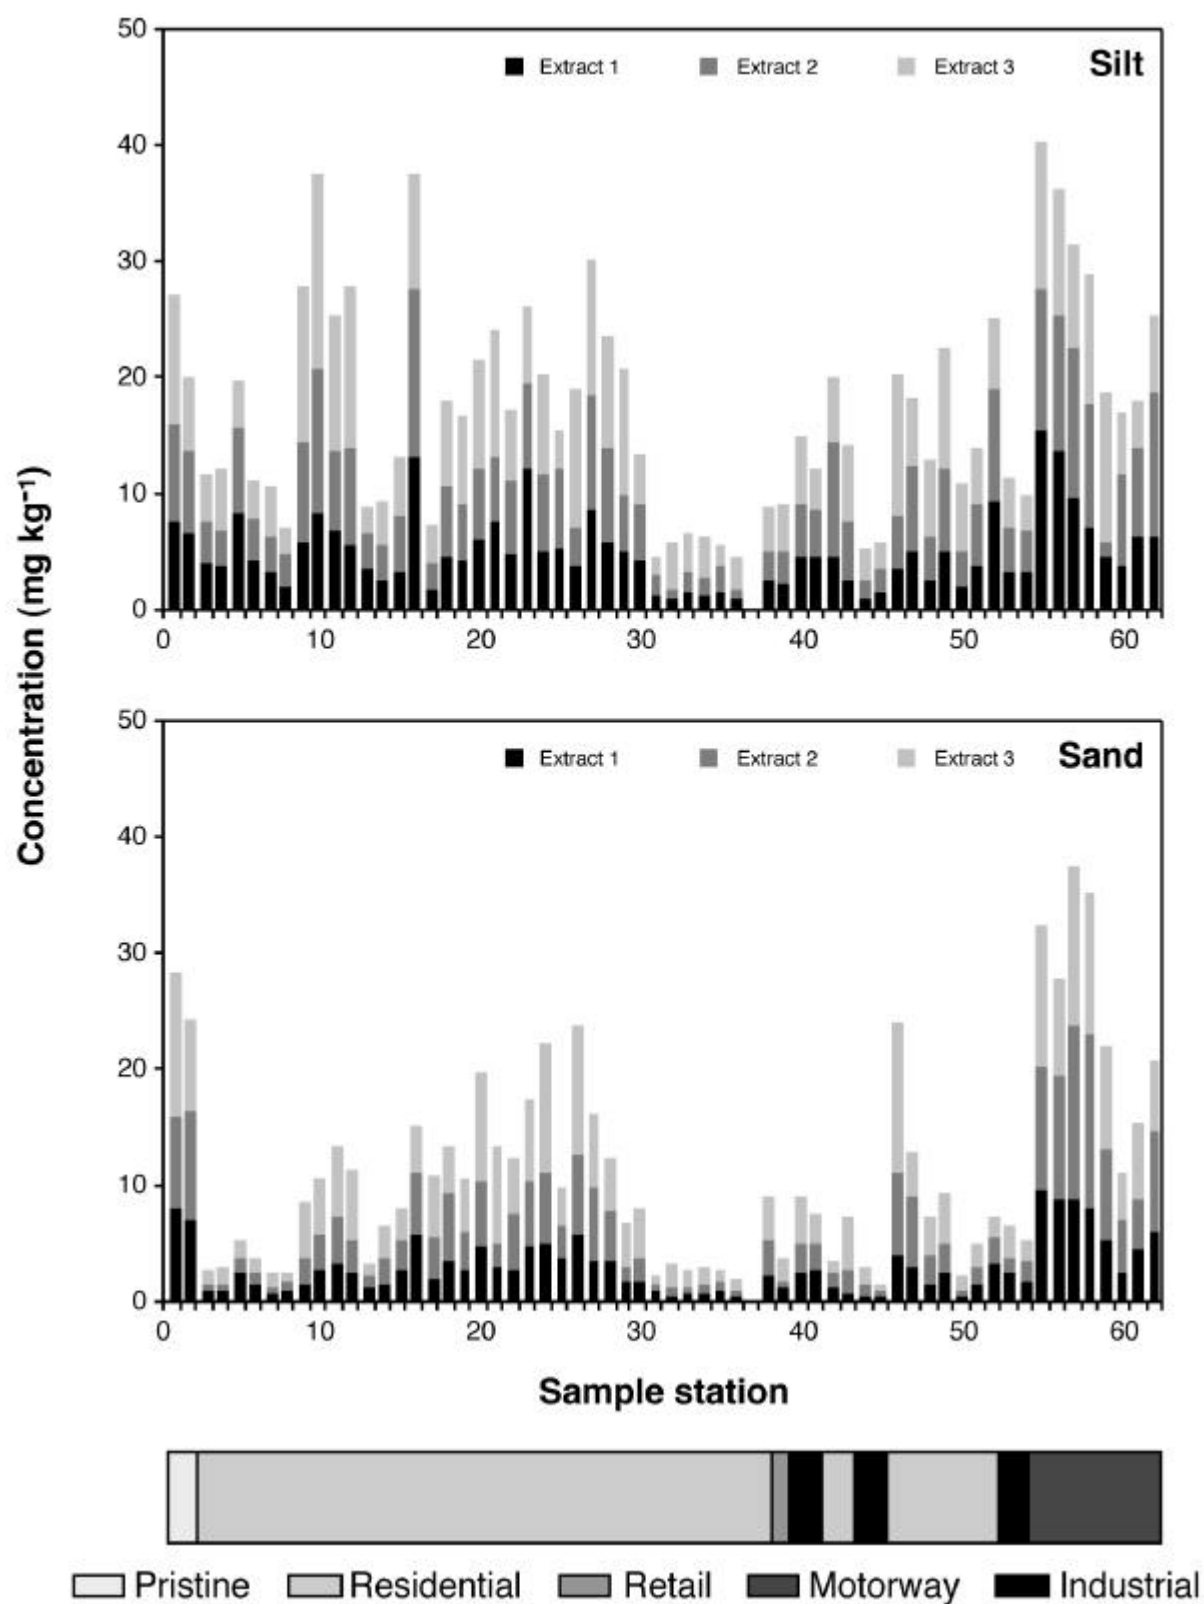 50
Extract 1 Extract 2 Extract 3 Silt
40
30
20
10
0
0 10 20 30 40 50 60
Concentration (mg kg⁻¹)
50
Extract 1 Extract 2 Extract 3 Sand
40
30
20
10
0
0 10 20 30 40 50 60
Sample station
Pristine Residential Retail Motorway Industrial